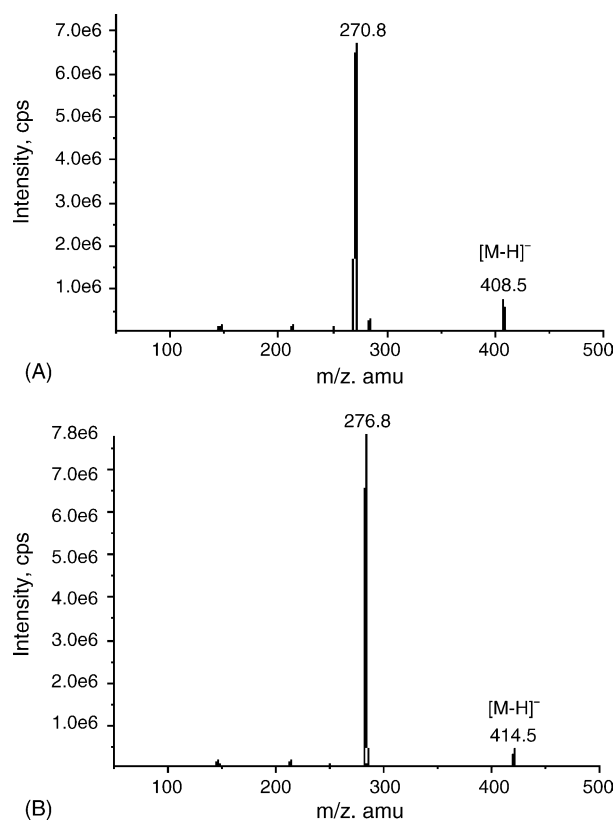 7.0e6
270.8
6.0e6
5.0e6
4.0e6
3.0e6
2.0e6
1.0e6
Intensity, cps
[M-H]⁻
408.5
100
200
300
400
500
m/z. amu
(A)
7.8e6
276.8
7.0e6
6.0e6
5.0e6
4.0e6
3.0e6
2.0e6
1.0e6
Intensity, cps
[M-H]⁻
414.5
100
200
300
400
500
m/z. amu
(B)